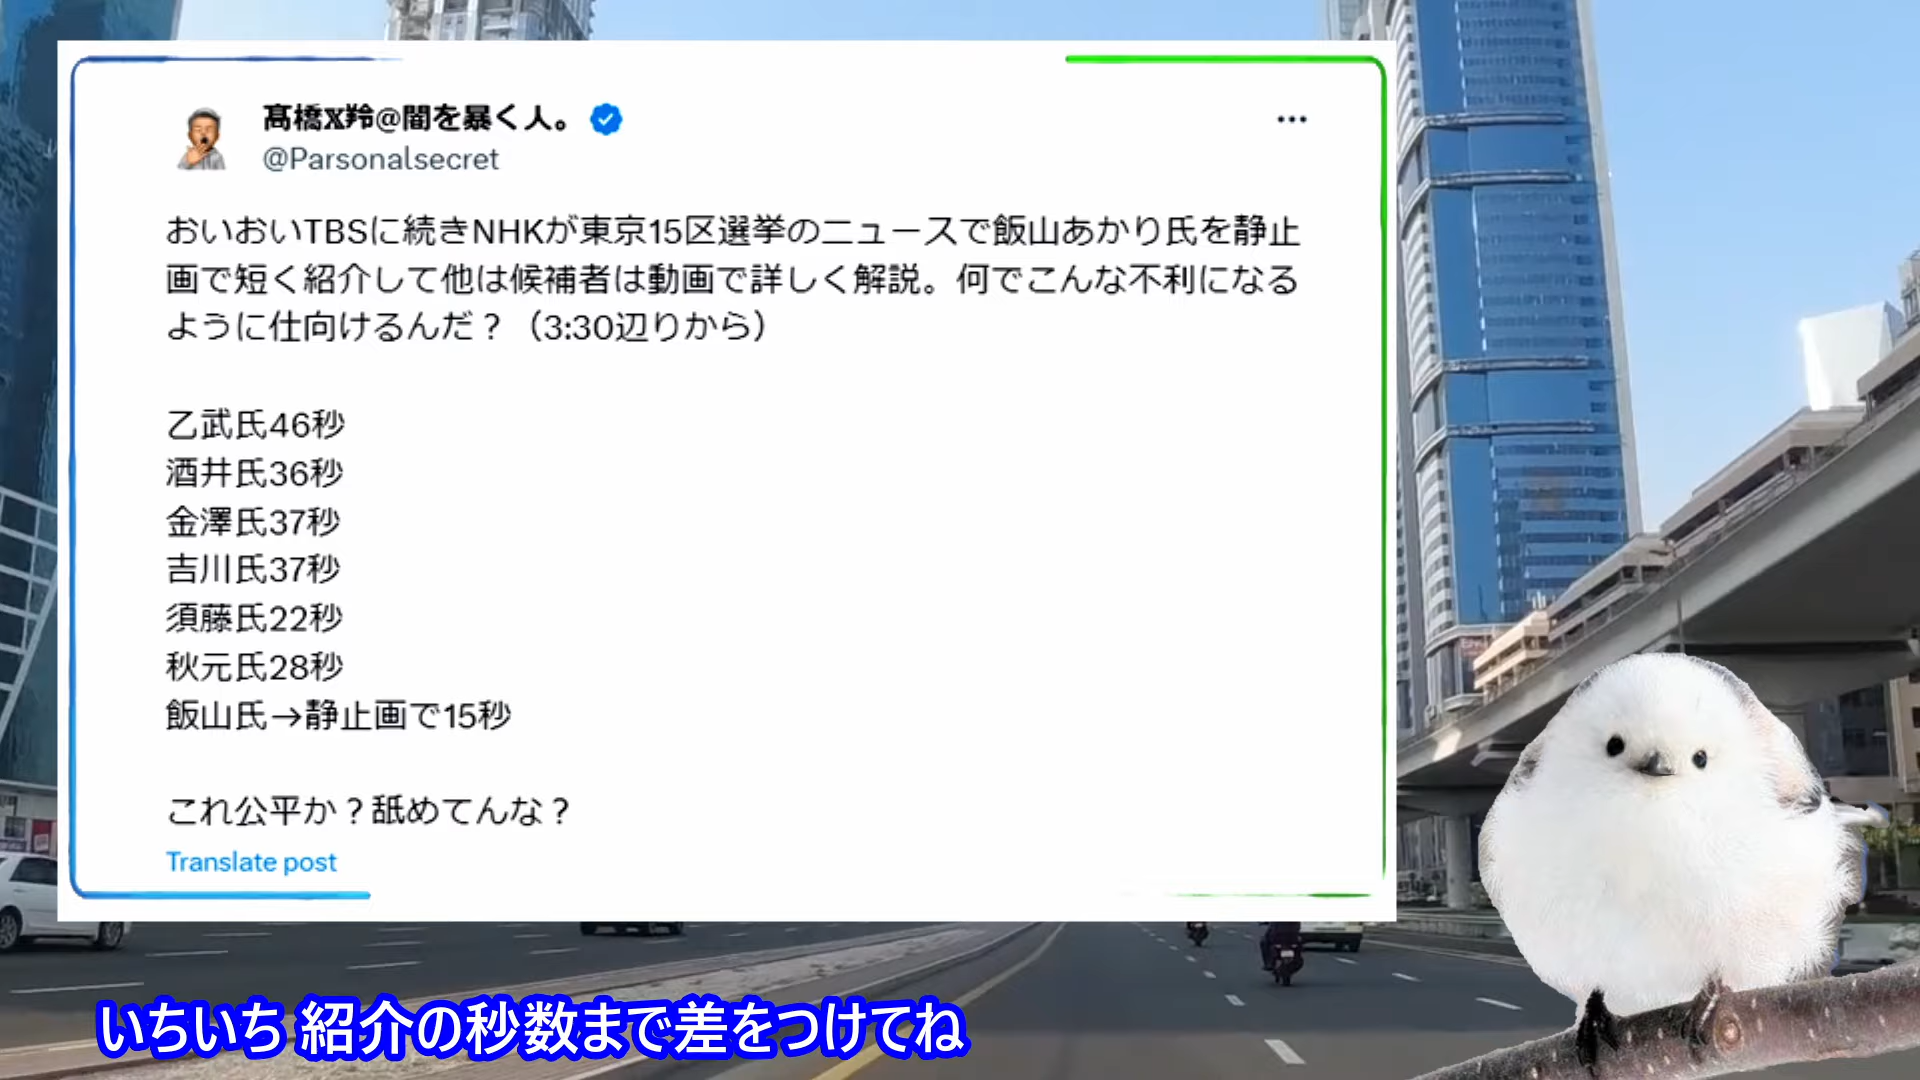 髙橋𝕏羚@闇を暴く人。
@Parsonalsecret
おいおいTBSに続きNHKが東京15区選挙のニュースで飯山あかり氏を静止
画で短く紹介して他は候補者は動画で詳しく解説。何でこんな不利になる
ように仕向けるんだ？（3:30辺りから）
乙武氏46秒
酒井氏36秒
金澤氏37秒
吉川氏37秒
須藤氏22秒
秋元氏28秒
飯山氏→静止画で15秒
これ公平か？舐めてんな？
Translate post
いちいち 紹介の秒数まで差をつけてね